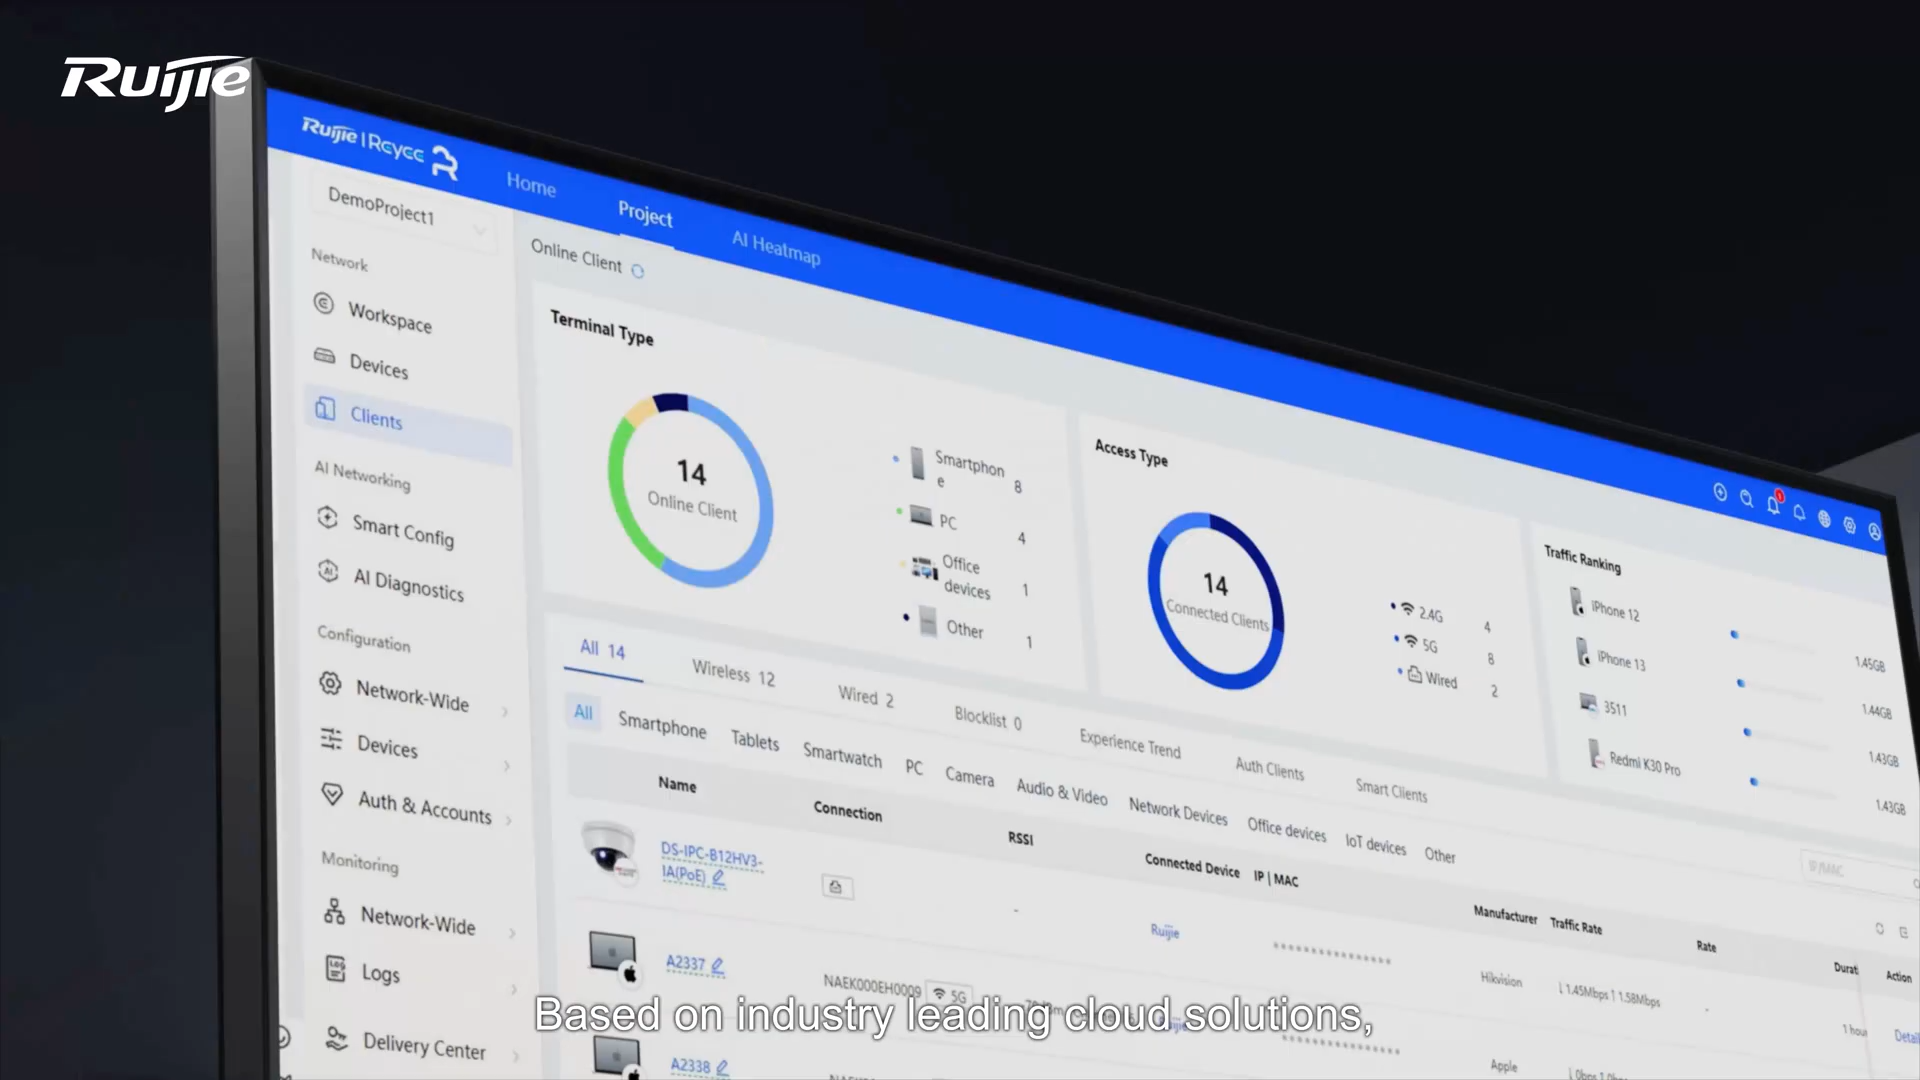 Ruijie
Ruijie | Reyee
Home
Project
AI Heatmap
DemoProject1
Network
Workspace
Devices
Clients
AI Networking
Smart Config
AI Diagnostics
Configuration
Network-Wide
Devices
Auth & Accounts
Monitoring
Network-Wide
Logs
Delivery Center
Online Client
Terminal Type
14
Online Client
Smartphon
e
8
PC
4
Office
devices
1
Other
1
Access Type
14
Connected Clients
2.4G
4
5G
8
Wired
2
1
Traffic Ranking
iPhone 12
1.45GB
iPhone 13
1.44GB
3511
1.43GB
Redmi K30 Pro
1.43GB
All 14
Wireless 12
Wired 2
Blocklist 0
Experience Trend
Auth Clients
Smart Clients
All
Smartphone
Tablets
Smartwatch
PC
Camera
Audio & Video
Network Devices
Office devices
IoT devices
Other
IP/MAC
Name
Connection
RSSI
Connected Device
IP | MAC
Manufacturer
Traffic Rate
Rate
Durati
Action
DS-IPC-B12HV3-
IA(PoE)
-
Ruijie
****************
Hikvision
↓1.45Mbps ↑1.58Mbps
-
1 hour
Detail
A2337
NAEK000EH0009
5G
****************
Apple
A2338
Based on industry leading cloud solutions,